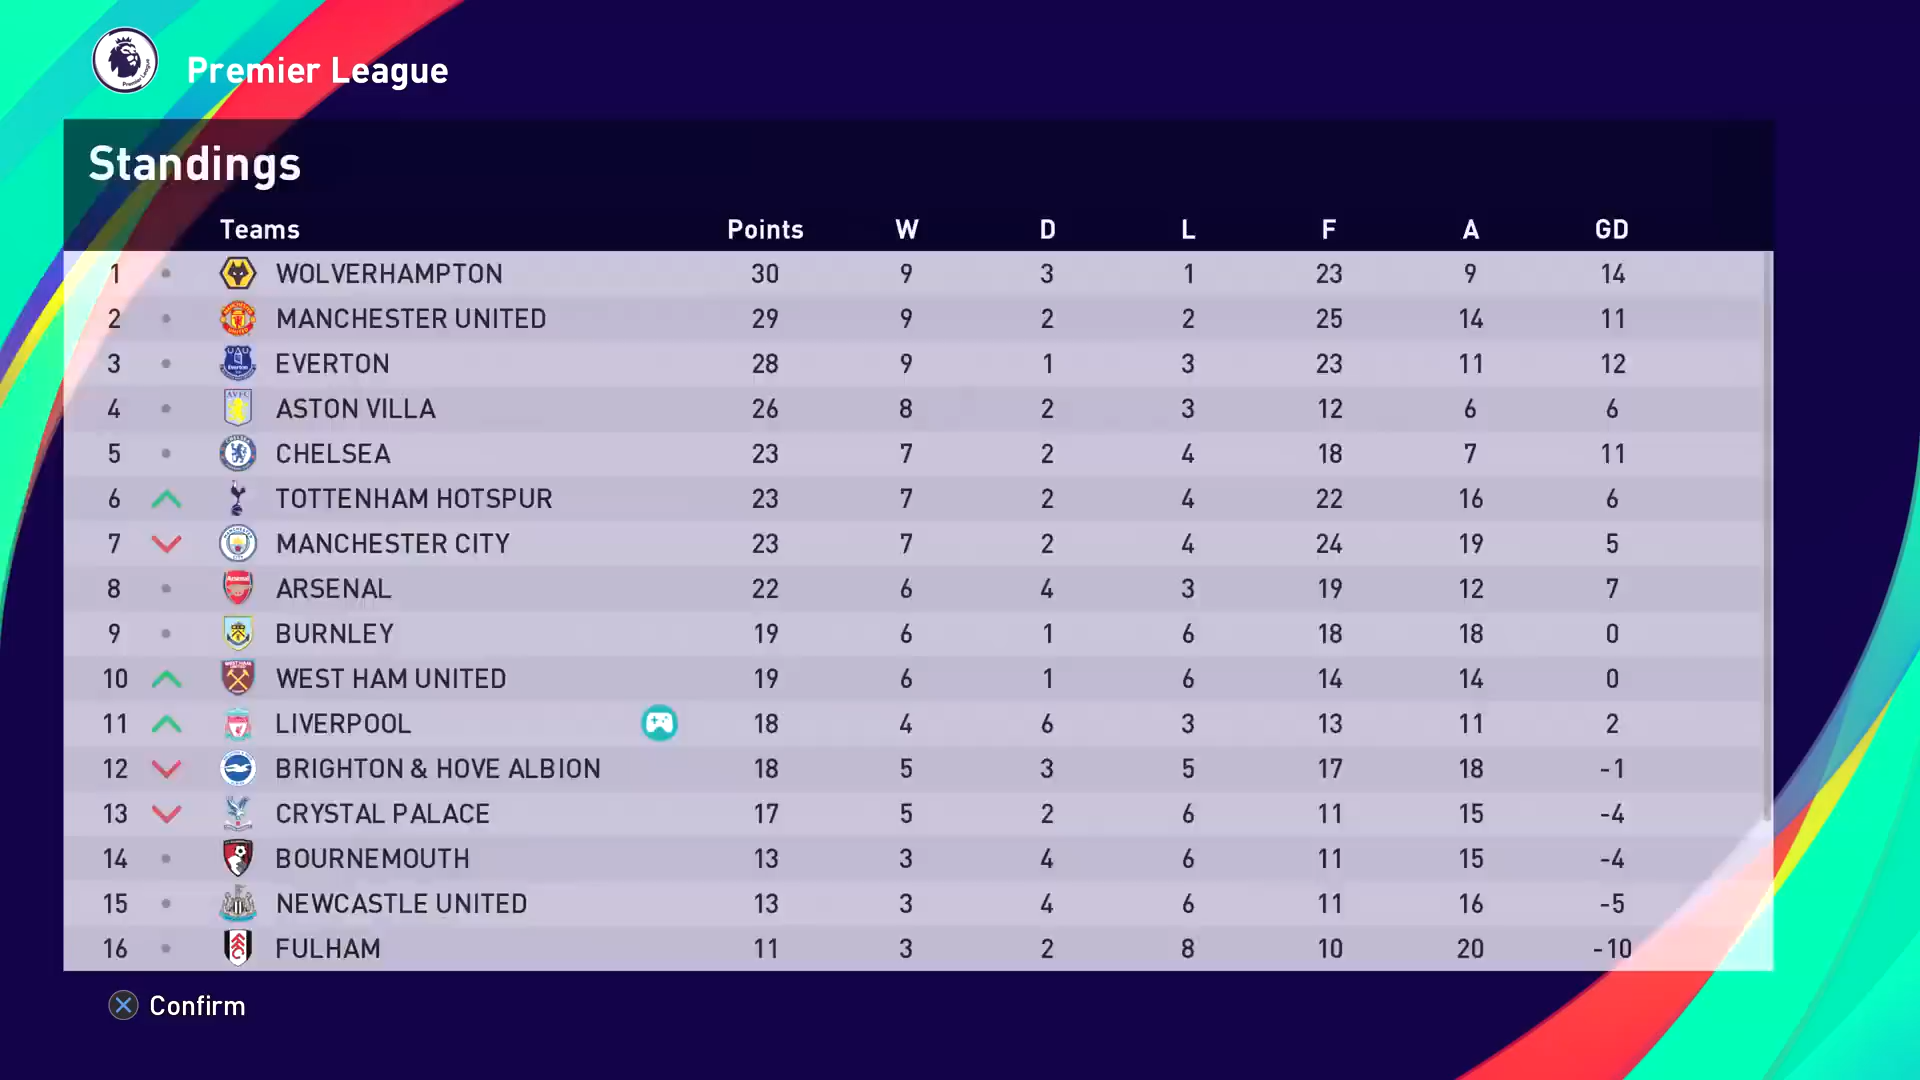 Premier League
Standings
Teams Points W D L F A GD
1 WOLVERHAMPTON 30 9 3 1 23 9 14
2 MANCHESTER UNITED 29 9 2 2 25 14 11
3 EVERTON 28 9 1 3 23 11 12
4 ASTON VILLA 26 8 2 3 12 6 6
5 CHELSEA 23 7 2 4 18 7 11
6 TOTTENHAM HOTSPUR 23 7 2 4 22 16 6
7 MANCHESTER CITY 23 7 2 4 24 19 5
8 ARSENAL 22 6 4 3 19 12 7
9 BURNLEY 19 6 1 6 18 18 0
10 WEST HAM UNITED 19 6 1 6 14 14 0
11 LIVERPOOL 18 4 6 3 13 11 2
12 BRIGHTON & HOVE ALBION 18 5 3 5 17 18 -1
13 CRYSTAL PALACE 17 5 2 6 11 15 -4
14 BOURNEMOUTH 13 3 4 6 11 15 -4
15 NEWCASTLE UNITED 13 3 4 6 11 16 -5
16 FULHAM 11 3 2 8 10 20 -10
Confirm